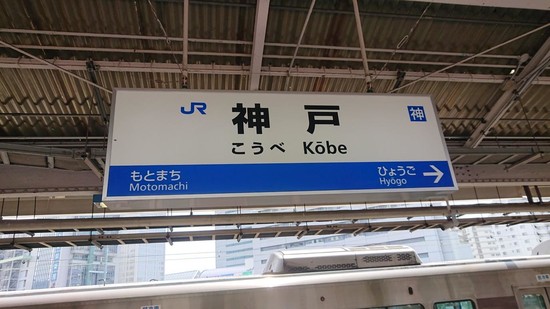 JR 神戸 神
こうべ Kōbe
もとまち ひょうご
Motomachi Hyōgo